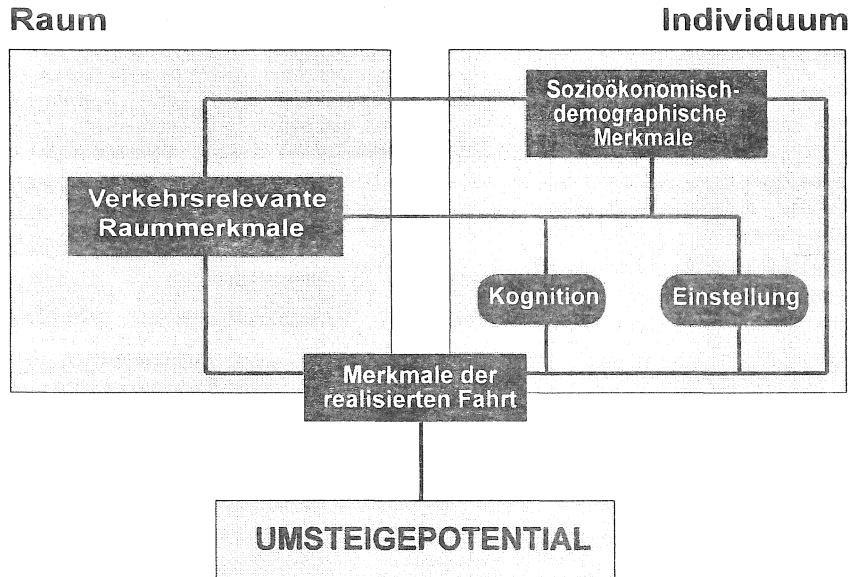 Raum
Individuum
Sozioökonomisch-
demographische
Merkmale
Verkehrsrelevante
Raummerkmale
Kognition
Einstellung
Merkmale der
realisierten Fahrt
UMSTEIGEPOTENTIAL